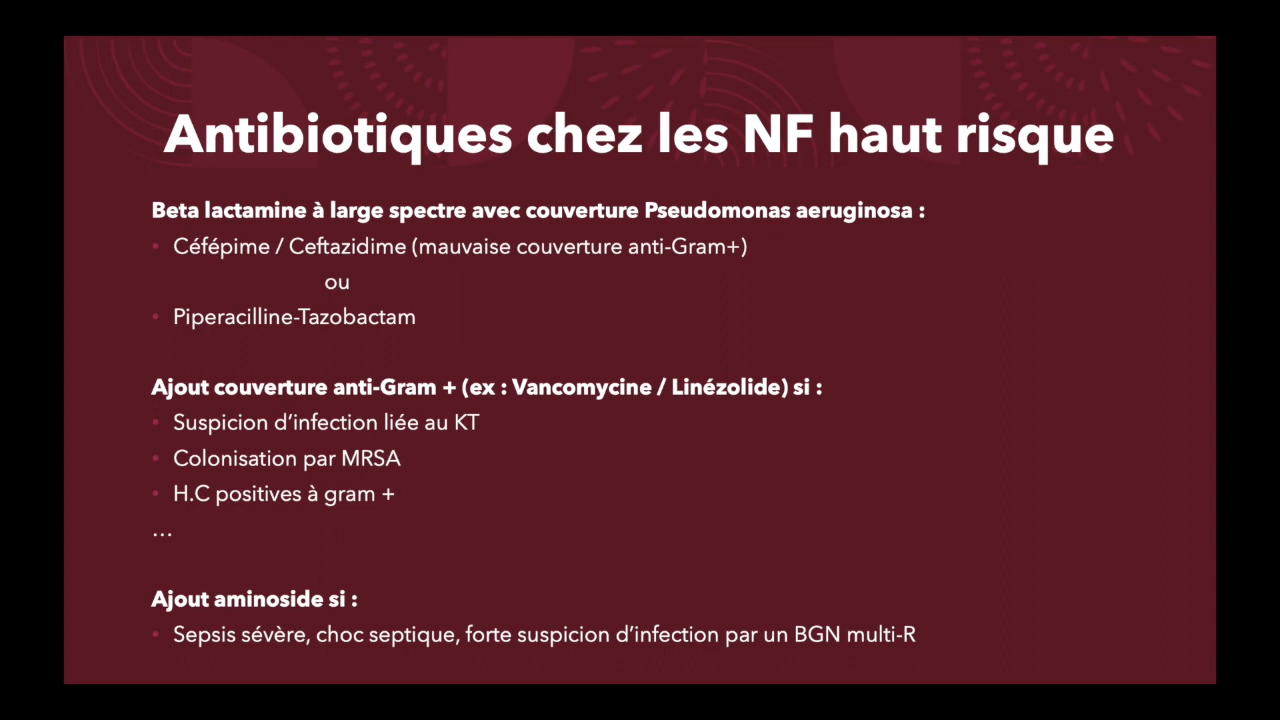 Antibiotiques chez les NF haut risque
Beta lactamine à large spectre avec couverture Pseudomonas aeruginosa :
• Céfépime / Ceftazidime (mauvaise couverture anti-Gram+)
ou
• Piperacilline-Tazobactam
Ajout couverture anti-Gram + (ex : Vancomycine / Linézolide) si :
• Suspicion d’infection liée au KT
• Colonisation par MRSA
• H.C positives à gram +
…
Ajout aminoside si :
• Sepsis sévère, choc septique, forte suspicion d’infection par un BGN multi-R